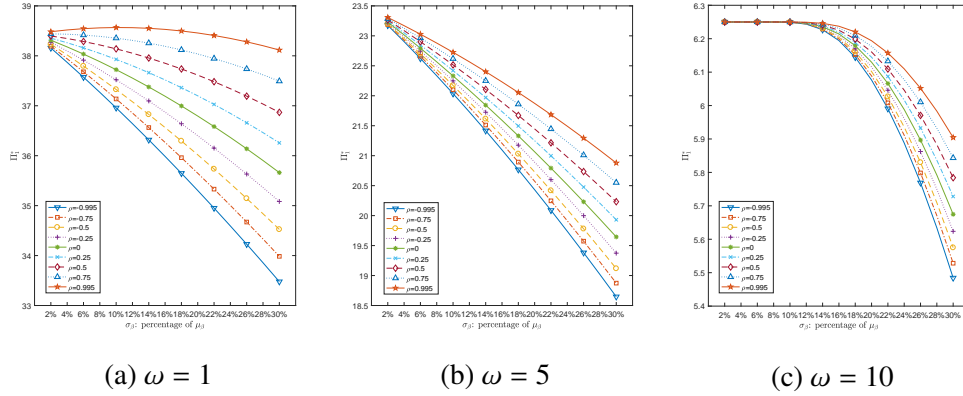 39
38
37
36
35
34
33
Π*ᵢ
ρ=-0.995
ρ=-0.75
ρ=-0.5
ρ=-0.25
ρ=0
ρ=0.25
ρ=0.5
ρ=0.75
ρ=0.995
2% 4% 6% 8% 10% 12% 14% 16% 18% 20% 22% 24% 26% 28% 30%
σβ: percentage of μβ
23.5
23
22.5
22
21.5
21
20.5
20
19.5
19
18.5
Π*ᵢ
ρ=-0.995
ρ=-0.75
ρ=-0.5
ρ=-0.25
ρ=0
ρ=0.25
ρ=0.5
ρ=0.75
ρ=0.995
2% 4% 6% 8% 10% 12% 14% 16% 18% 20% 22% 24% 26% 28% 30%
σβ: percentage of μβ
6.3
6.2
6.1
6
5.9
5.8
5.7
5.6
5.5
5.4
Π*ᵢ
ρ=-0.995
ρ=-0.75
ρ=-0.5
ρ=-0.25
ρ=0
ρ=0.25
ρ=0.5
ρ=0.75
ρ=0.995
2% 4% 6% 8% 10% 12% 14% 16% 18% 20% 22% 24% 26% 28% 30%
σβ: percentage of μβ
(a) ω = 1
(b) ω = 5
(c) ω = 10